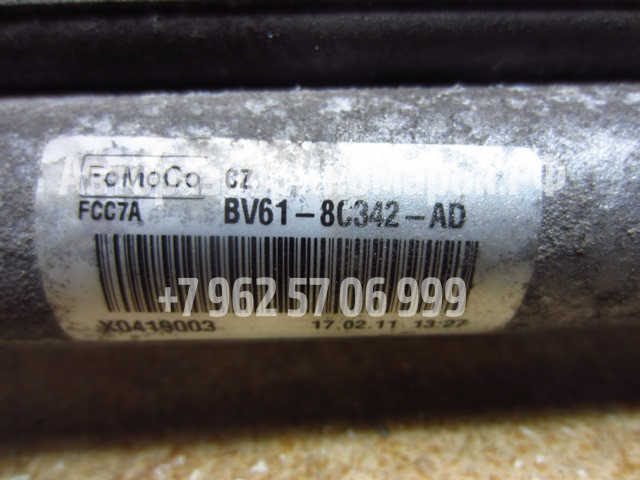 FoMoCo CZ
FCC7A BV61-8C342-AD
+7 962 57 06 999
X0419003 17.02.11 13:27